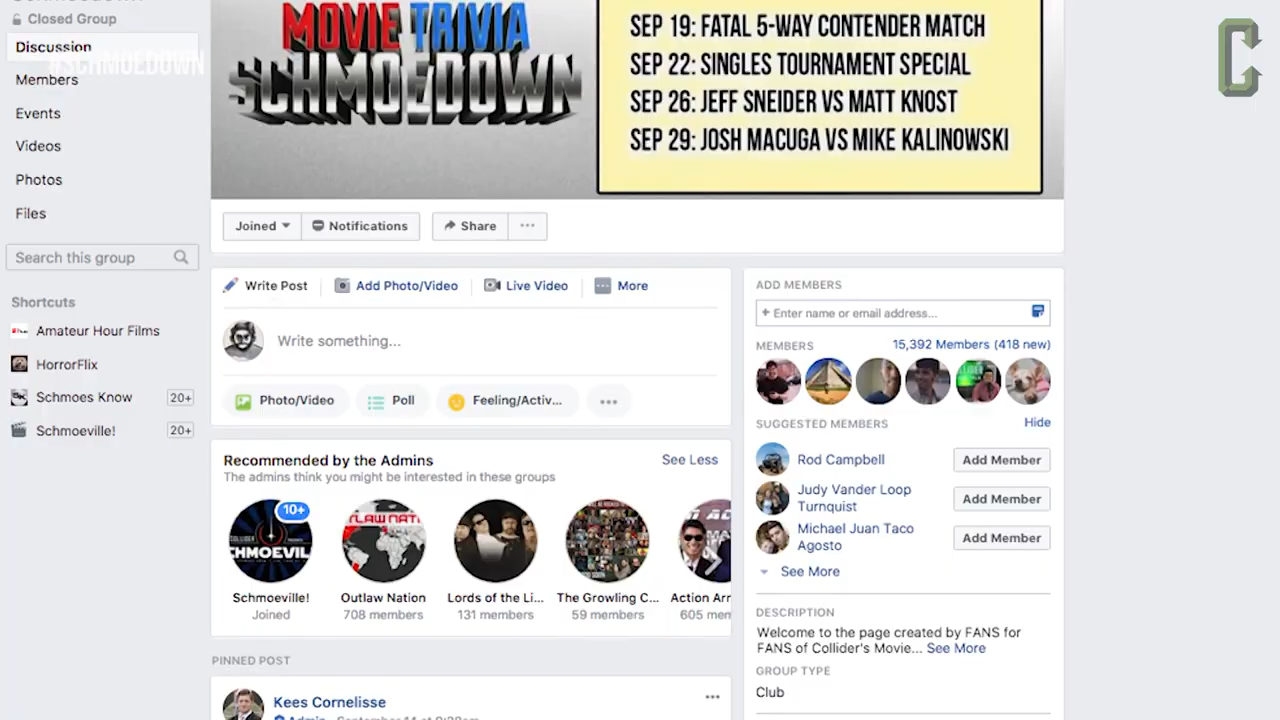 Closed Group
Discussion
#SCHMOEDOWN
Members
Events
Videos
Photos
Files
Search this group
Shortcuts
Amateur Hour Films
HorrorFlix
Schmoes Know 20+
Schmoeville! 20+
MOVIE TRIVIA
SCHMOEDOWN
SEP 19: FATAL 5-WAY CONTENDER MATCH
SEP 22: SINGLES TOURNAMENT SPECIAL
SEP 26: JEFF SNEIDER VS MATT KNOST
SEP 29: JOSH MACUGA VS MIKE KALINOWSKI
Joined Notifications Share ...
Write Post Add Photo/Video Live Video More
Write something...
Photo/Video Poll Feeling/Activ... ...
Recommended by the Admins See Less
The admins think you might be interested in these groups
10+
Schmoeville! Outlaw Nation Lords of the Li... The Growling C... Action Arr
Joined 708 members 131 members 59 members 605 mem
PINNED POST
Kees Cornelisse ...
ADD MEMBERS
+ Enter name or email address...
MEMBERS 15,392 Members (418 new)
SUGGESTED MEMBERS Hide
Rod Campbell Add Member
Judy Vander Loop
Turnquist Add Member
Michael Juan Taco
Agosto Add Member
See More
DESCRIPTION
Welcome to the page created by FANS for
FANS of Collider's Movie... See More
GROUP TYPE
Club